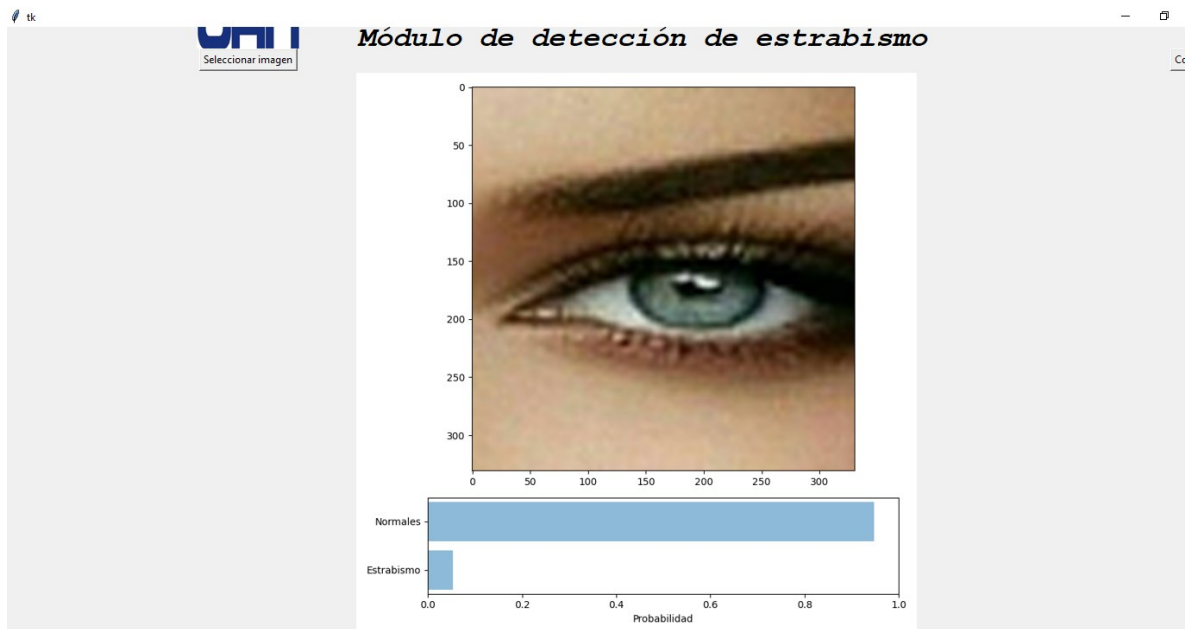 tk
Módulo de detección de estrabismo
Seleccionar imagen
Co
0
50
100
150
200
250
300
0 50 100 150 200 250 300
Normales
Estrabismo
0.0 0.2 0.4 0.6 0.8 1.0
Probabilidad